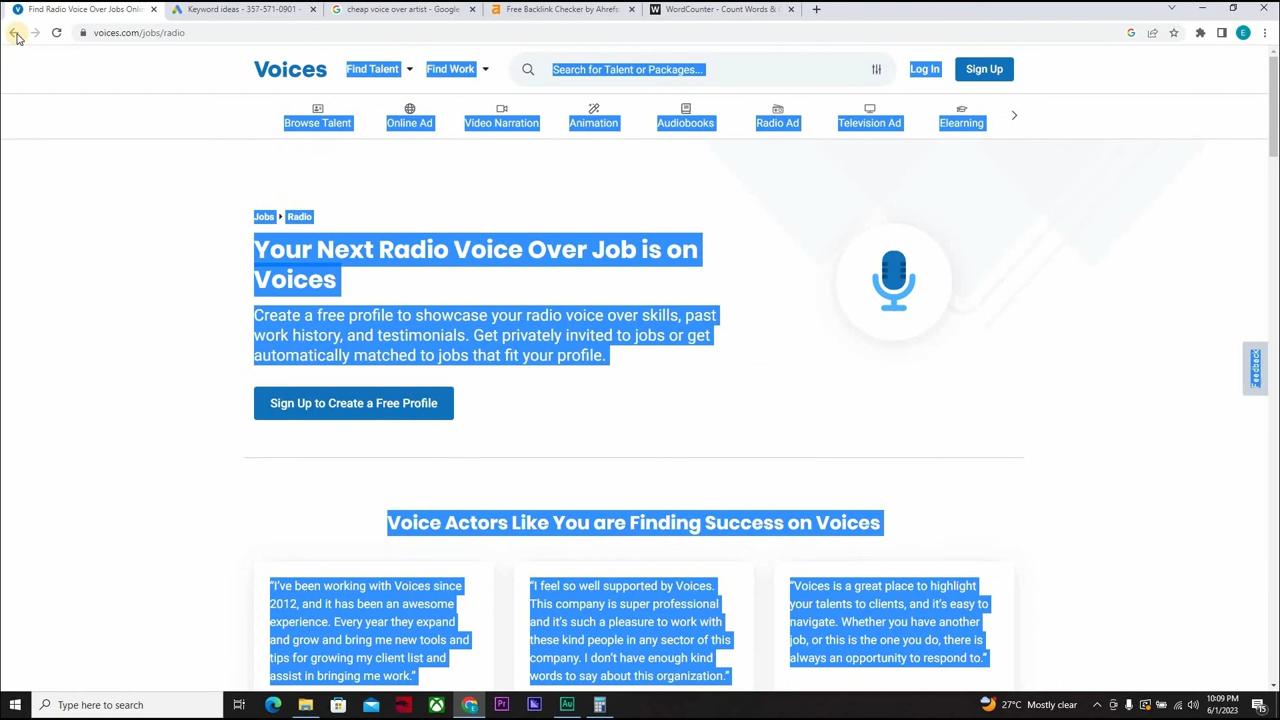 Find Radio Voice Over Jobs Onli
Keyword ideas - 357-571-0901 -
cheap voice over artist - Google
Free Backlink Checker by Ahrefs
WordCounter - Count Words & C
voices.com/jobs/radio
E
Voices
Find Talent
Find Work
Search for Talent or Packages...
Log In
Sign Up
Browse Talent
Online Ad
Video Narration
Animation
Audiobooks
Radio Ad
Television Ad
Elearning
Jobs
Radio
Your Next Radio Voice Over Job is on
Voices
Create a free profile to showcase your radio voice over skills, past
work history, and testimonials. Get privately invited to jobs or get
automatically matched to jobs that fit your profile.
Sign Up to Create a Free Profile
Feedback
Voice Actors Like You are Finding Success on Voices
“I’ve been working with Voices since
2012, and it has been an awesome
experience. Every year they expand
and grow and bring me new tools and
tips for growing my client list and
assist in bringing me work.”
“I feel so well supported by Voices.
This company is super professional
and it’s such a pleasure to work with
these kind people in any sector of this
company. I don’t have enough kind
words to say about this organization.”
“Voices is a great place to highlight
your talents to clients, and it’s easy to
navigate. Whether you have another
job, or this is the one you do, there is
always an opportunity to respond to.”
Type here to search
Pr
Au
27°C Mostly clear
10:09 PM
6/1/2023